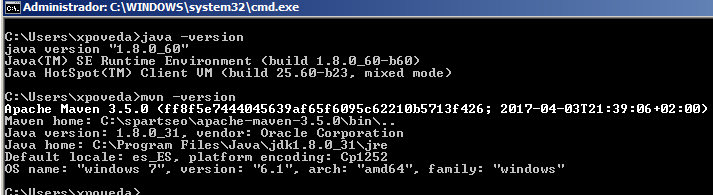 Administrador: C:\WINDOWS\system32\cmd.exe
C:\Users\xpoveda>java -version
java version "1.8.0_60"
Java(TM) SE Runtime Environment (build 1.8.0_60-b60)
Java HotSpot(TM) Client VM (build 25.60-b23, mixed mode)
C:\Users\xpoveda>mvn -version
Apache Maven 3.5.0 (ff8f5e7444045639af65f6095c62210b5713f426; 2017-04-03T21:39:06+02:00)
Maven home: C:\spartseo\apache-maven-3.5.0\bin\..
Java version: 1.8.0_31, vendor: Oracle Corporation
Java home: C:\Program Files\Java\jdk1.8.0_31\jre
Default locale: es_ES, platform encoding: Cp1252
OS name: "windows 7", version: "6.1", arch: "amd64", family: "windows"
C:\Users\xpoveda>